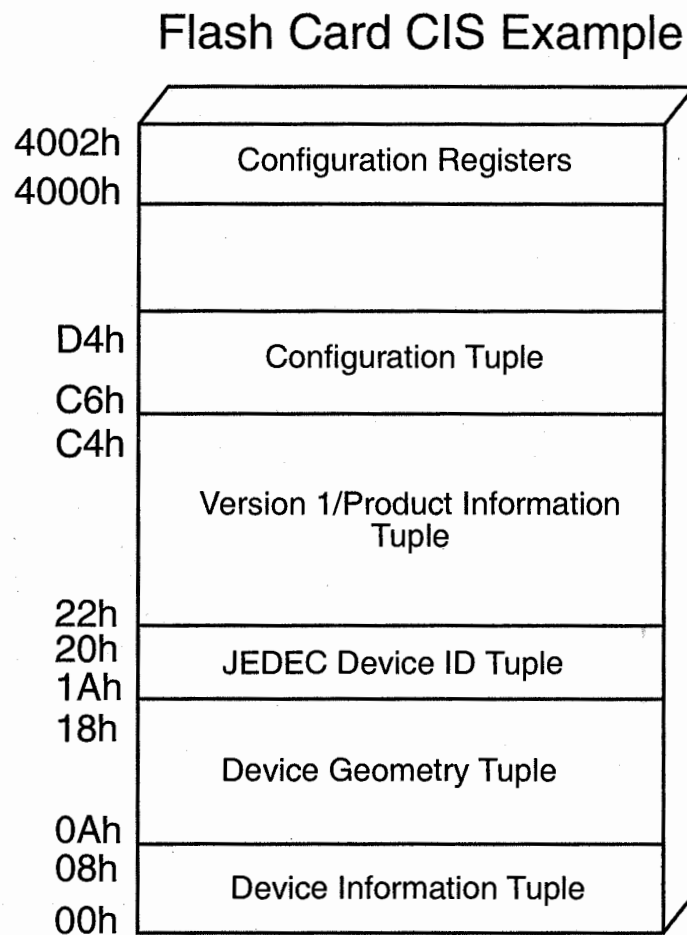 Flash Card CIS Example
4002h
Configuration Registers
4000h
D4h
Configuration Tuple
C6h
C4h
Version 1/Product Information
Tuple
22h
20h
JEDEC Device ID Tuple
1Ah
18h
Device Geometry Tuple
0Ah
08h
Device Information Tuple
00h